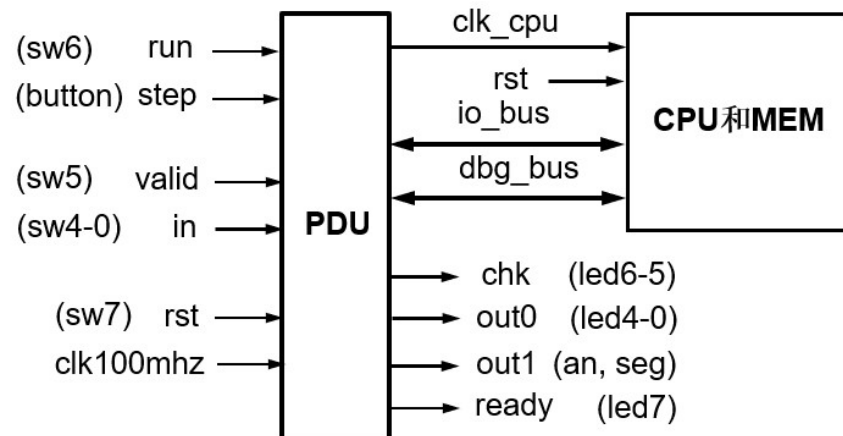 (sw6) run
(button) step
(sw5) valid
(sw4-0) in
(sw7) rst
clk100mhz
PDU
clk_cpu
rst
io_bus
dbg_bus
CPU和MEM
chk (led6-5)
out0 (led4-0)
out1 (an, seg)
ready (led7)